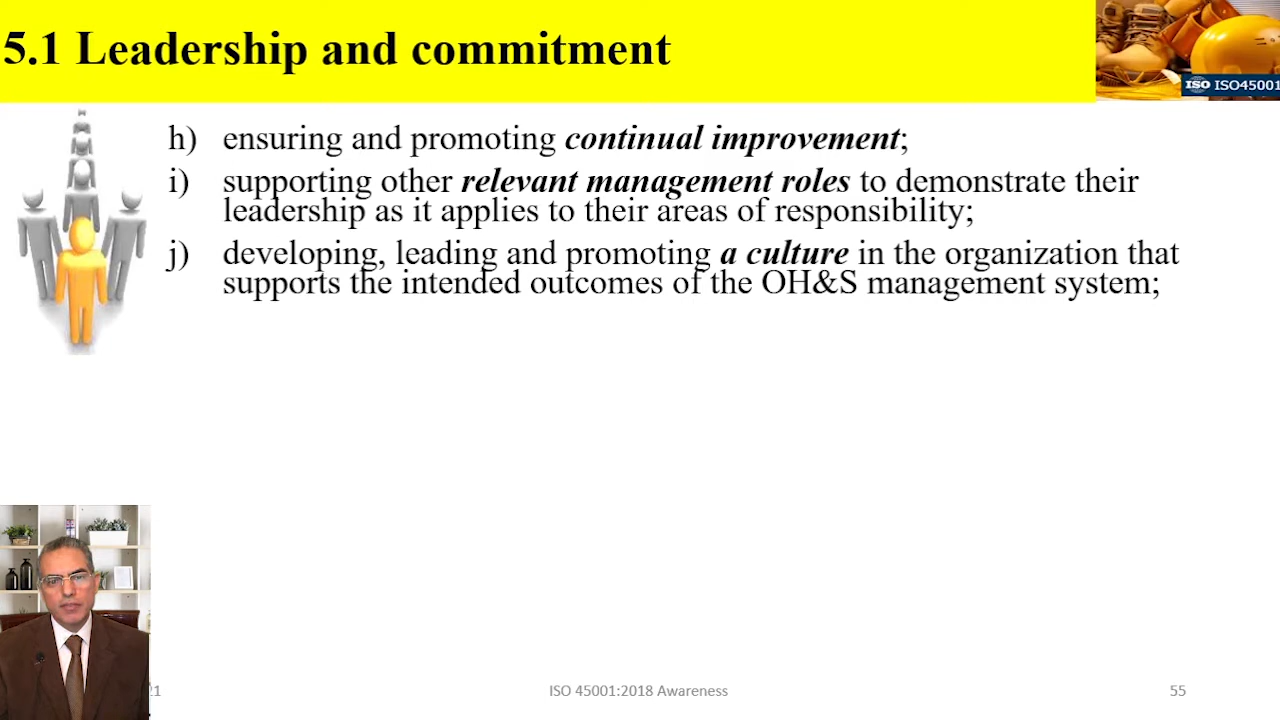 5.1 Leadership and commitment
ISO ISO45001
h) ensuring and promoting continual improvement;
i) supporting other relevant management roles to demonstrate their
leadership as it applies to their areas of responsibility;
j) developing, leading and promoting a culture in the organization that
supports the intended outcomes of the OH&S management system;
21
ISO 45001:2018 Awareness
55